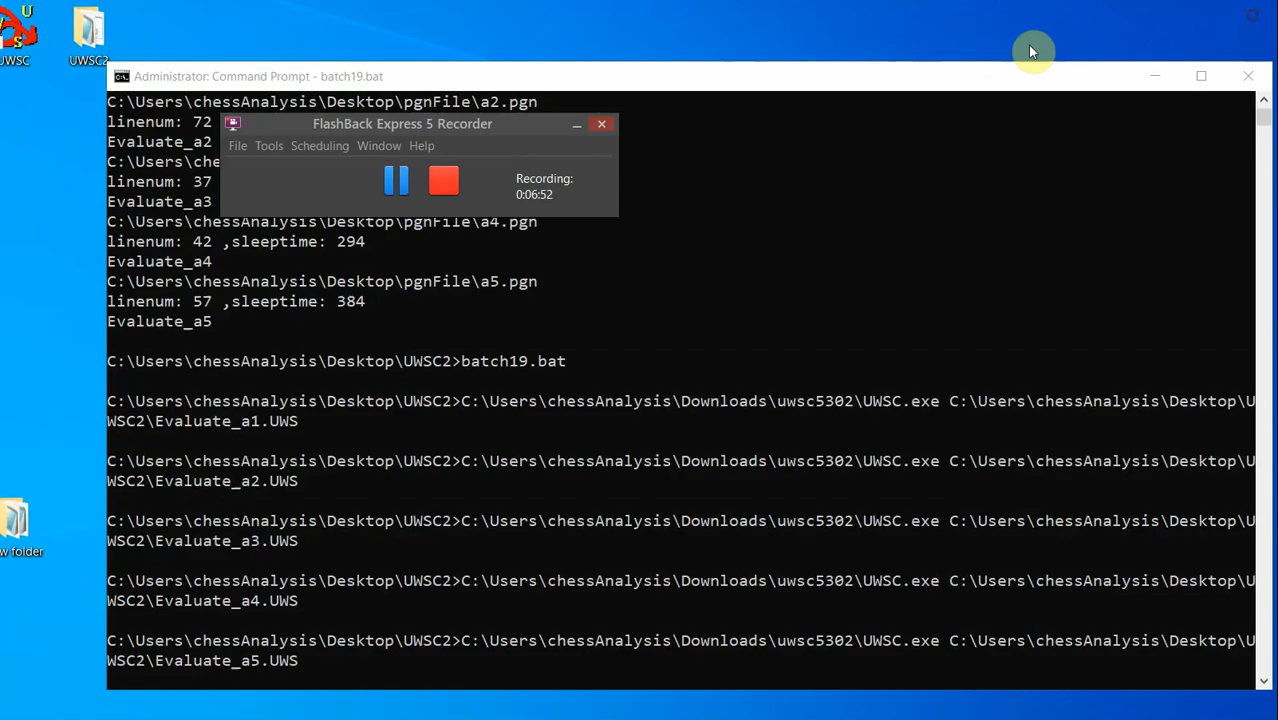 U
S
UWSC
UWSC2
Administrator: Command Prompt - batch19.bat
C:\Users\chessAnalysis\Desktop\pgnFile\a2.pgn
linenum: 72
Evaluate_a2
C:\Us
linenum: 37
Evaluate_a3
FlashBack Express 5 Recorder
File Tools Scheduling Window Help
Recording:
0:06:52
C:\Users\chessAnalysis\Desktop\pgnFile\a4.pgn
linenum: 42 ,sleeptime: 294
Evaluate_a4
C:\Users\chessAnalysis\Desktop\pgnFile\a5.pgn
linenum: 57 ,sleeptime: 384
Evaluate_a5
C:\Users\chessAnalysis\Desktop\UWSC2>batch19.bat
C:\Users\chessAnalysis\Desktop\UWSC2>C:\Users\chessAnalysis\Downloads\uwsc5302\UWSC.exe C:\Users\chessAnalysis\Desktop\U
WSC2\Evaluate_a1.UWS
C:\Users\chessAnalysis\Desktop\UWSC2>C:\Users\chessAnalysis\Downloads\uwsc5302\UWSC.exe C:\Users\chessAnalysis\Desktop\U
WSC2\Evaluate_a2.UWS
C:\Users\chessAnalysis\Desktop\UWSC2>C:\Users\chessAnalysis\Downloads\uwsc5302\UWSC.exe C:\Users\chessAnalysis\Desktop\U
WSC2\Evaluate_a3.UWS
C:\Users\chessAnalysis\Desktop\UWSC2>C:\Users\chessAnalysis\Downloads\uwsc5302\UWSC.exe C:\Users\chessAnalysis\Desktop\U
WSC2\Evaluate_a4.UWS
C:\Users\chessAnalysis\Desktop\UWSC2>C:\Users\chessAnalysis\Downloads\uwsc5302\UWSC.exe C:\Users\chessAnalysis\Desktop\U
WSC2\Evaluate_a5.UWS
w folder